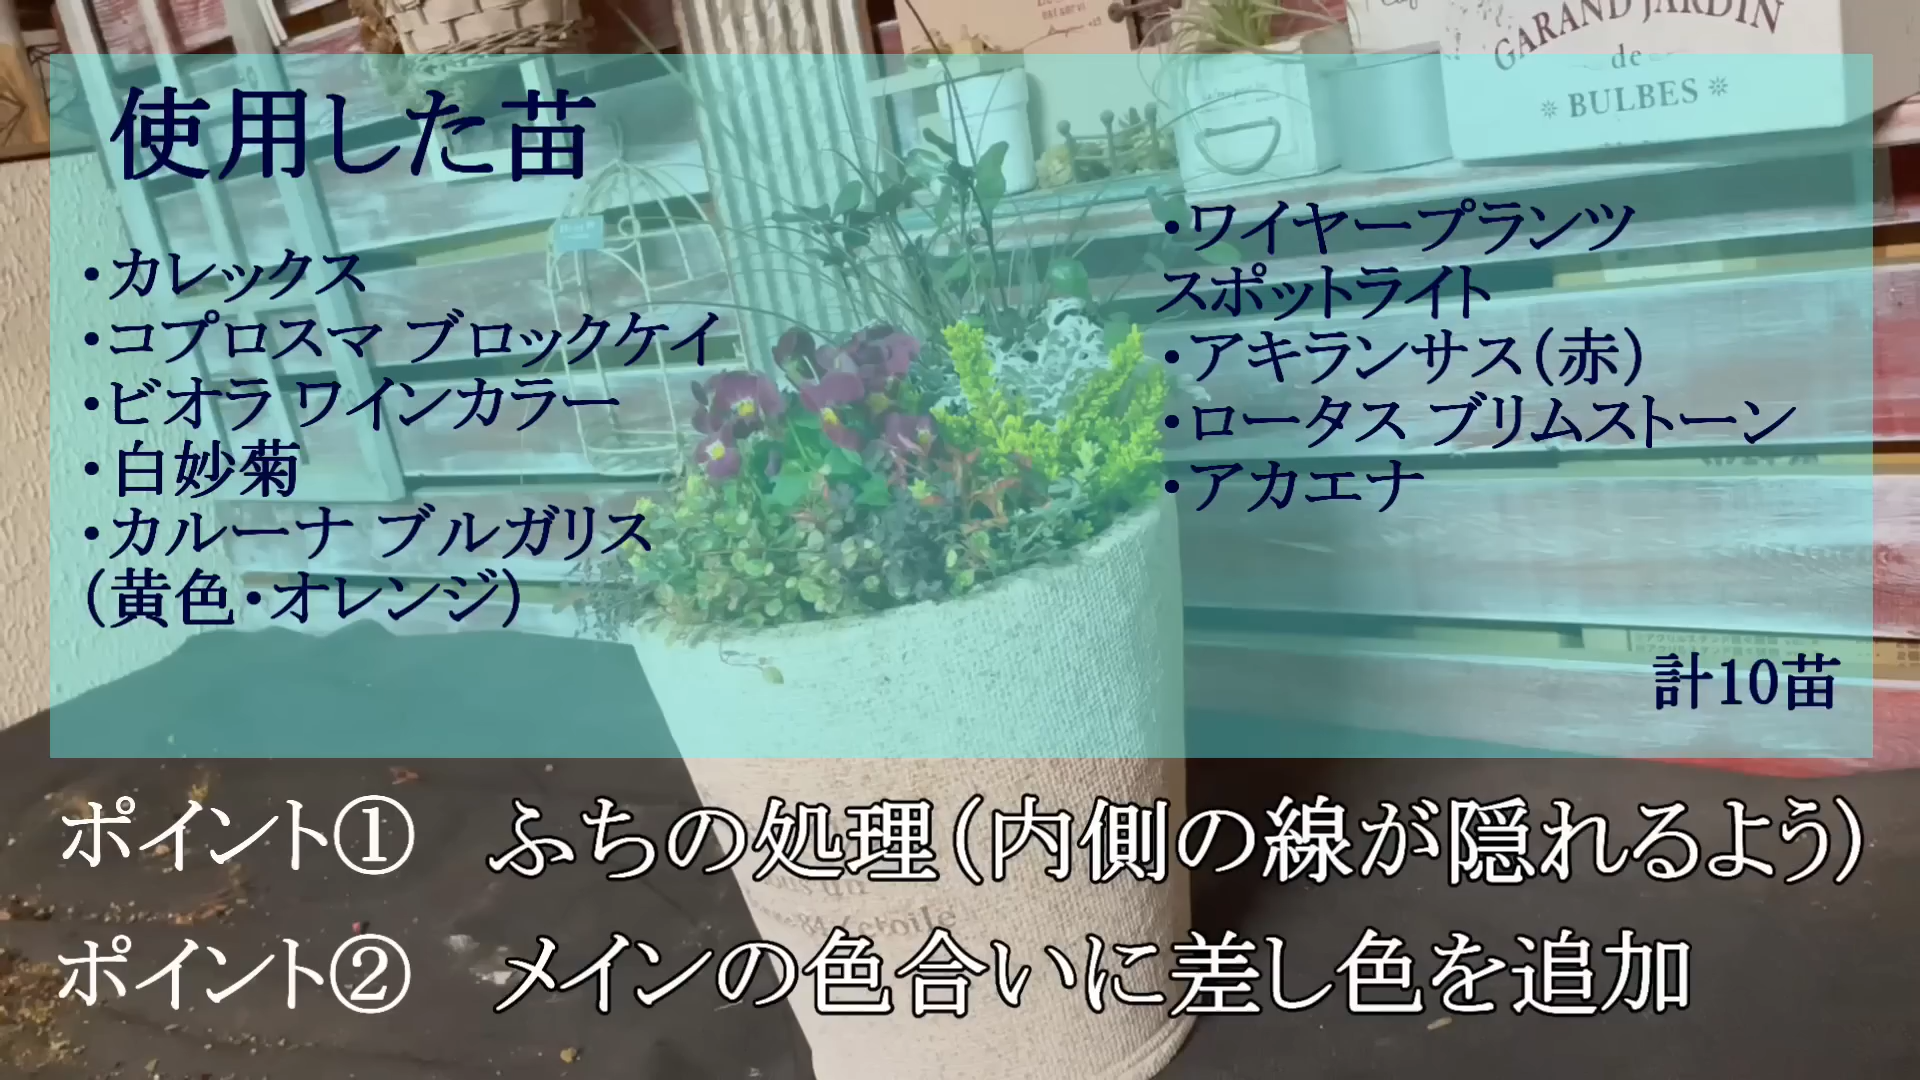 GARAND JARDIN
de
BULBES
使用した苗
・カレックス
・コプロスマ ブロックケイ
・ビオラ ワインカラー
・白妙菊
・カルーナ ブルガリス
(黄色・オレンジ)
・ワイヤープランツ
スポットライト
・アキランサス(赤)
・ロータス ブリムストーン
・アカエナ
計10苗
ポイント① ふちの処理(内側の線が隠れるよう)
ポイント② メインの色合いに差し色を追加